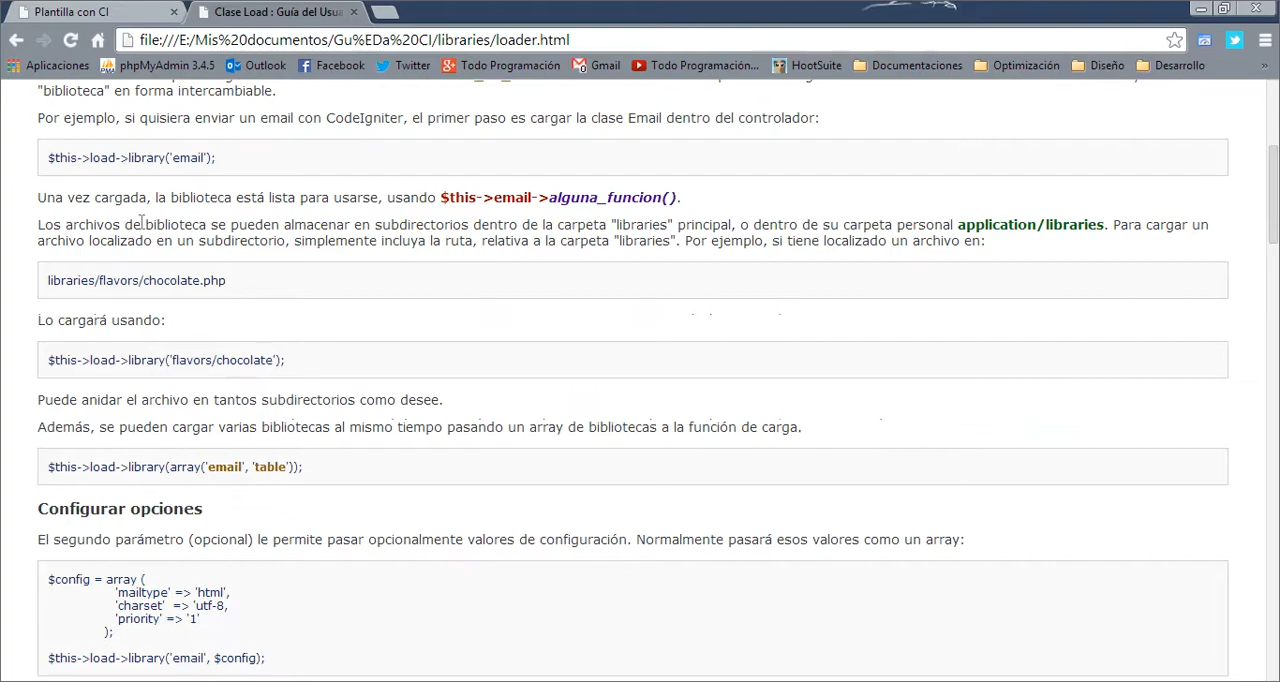 Plantilla con CI
Clase Load : Guía del Usua
file:///E:/Mis%20documentos/Gu%EDa%20CI/libraries/loader.html
Aplicaciones phpMyAdmin 3.4.5 Outlook Facebook Twitter Todo Programación Gmail Todo Programación... HootSuite Documentaciones Optimización Diseño Desarrollo »
"biblioteca" en forma intercambiable.
Por ejemplo, si quisiera enviar un email con CodeIgniter, el primer paso es cargar la clase Email dentro del controlador:
$this->load->library('email');
Una vez cargada, la biblioteca está lista para usarse, usando $this->email->alguna_funcion().
Los archivos de biblioteca se pueden almacenar en subdirectorios dentro de la carpeta "libraries" principal, o dentro de su carpeta personal application/libraries. Para cargar un
archivo localizado en un subdirectorio, simplemente incluya la ruta, relativa a la carpeta "libraries". Por ejemplo, si tiene localizado un archivo en:
libraries/flavors/chocolate.php
Lo cargará usando:
$this->load->library('flavors/chocolate');
Puede anidar el archivo en tantos subdirectorios como desee.
Además, se pueden cargar varias bibliotecas al mismo tiempo pasando un array de bibliotecas a la función de carga.
$this->load->library(array('email', 'table'));
Configurar opciones
El segundo parámetro (opcional) le permite pasar opcionalmente valores de configuración. Normalmente pasará esos valores como un array:
$config = array (
'mailtype' => 'html',
'charset' => 'utf-8,
'priority' => '1'
);
$this->load->library('email', $config);